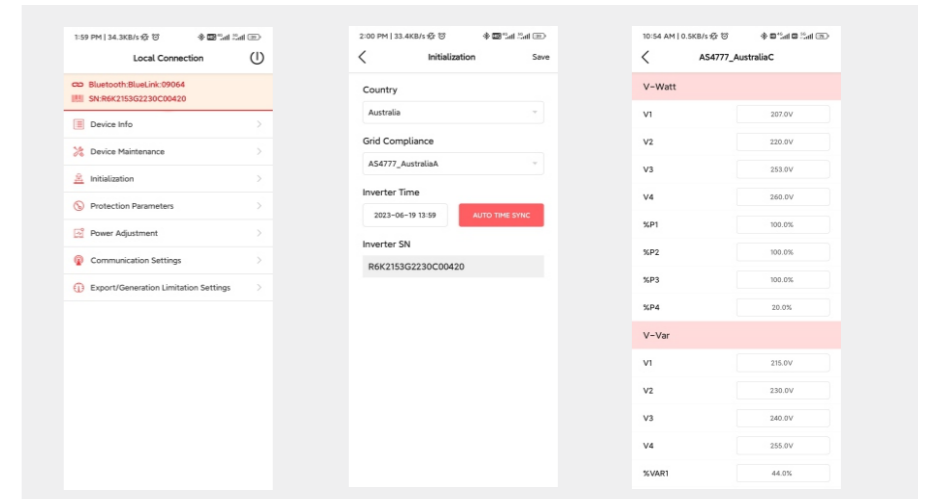 1:59 PM | 34.3KB/s
Local Connection
Bluetooth:BlueLink:09064
SN:R6K2153G2230C00420
Device Info
Device Maintenance
Initialization
Protection Parameters
Power Adjustment
Communication Settings
Export/Generation Limitation Settings
2:00 PM | 33.4KB/s
Initialization
Save
Country
Australia
Grid Compliance
AS4777_AustraliaA
Inverter Time
2023-06-19 13:59
AUTO TIME SYNC
Inverter SN
R6K2153G2230C00420
10:54 AM | 0.5KB/s
AS4777_AustraliaC
V-Watt
V1 207.0V
V2 220.0V
V3 253.0V
V4 260.0V
%P1 100.0%
%P2 100.0%
%P3 100.0%
%P4 20.0%
V-Var
V1 215.0V
V2 230.0V
V3 240.0V
V4 255.0V
%VAR1 44.0%